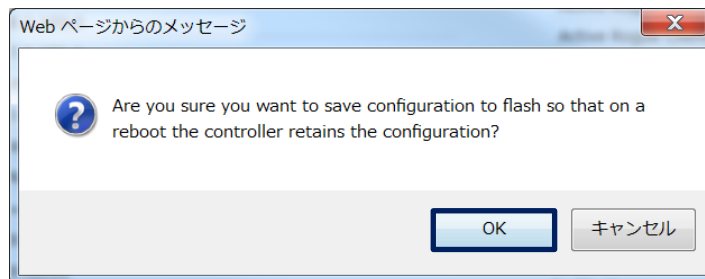 Web ページからのメッセージ
Are you sure you want to save configuration to flash so that on a
reboot the controller retains the configuration?
OK
キャンセル